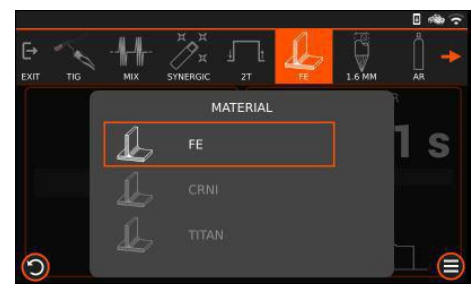 EXIT TIG MIX SYNERGIC 2T FE 1.6 MM AR
MATERIAL
1 s
FE
CRNI
TITAN